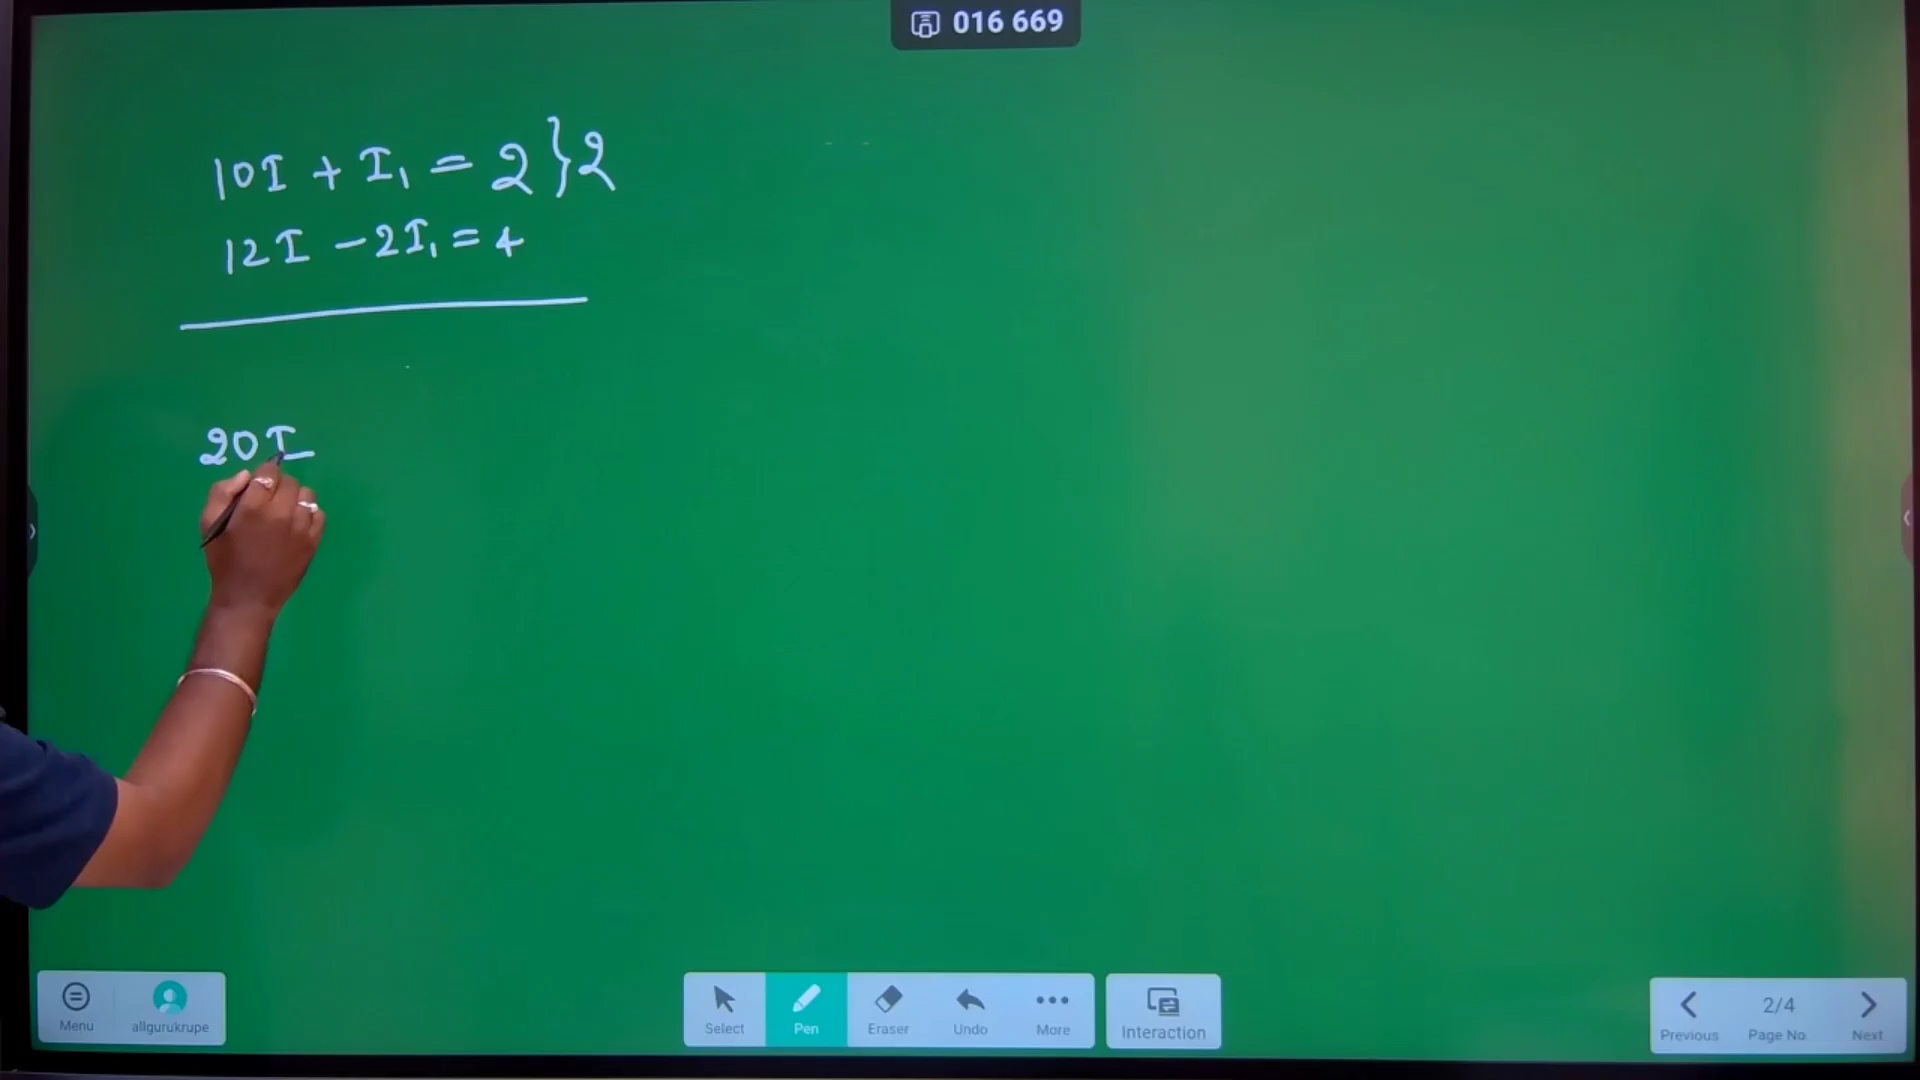 016 669
10I + I₁ = 2 } 2
12I - 2I₁ = 4
20I
Menu
allgurukrupe
Select
Pen
Eraser
Undo
More
Interaction
Previous
2/4
Page No.
Next